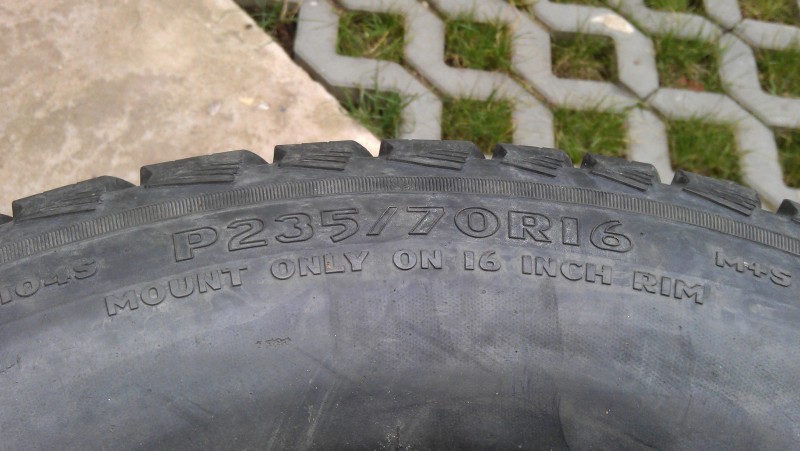 P235/70R16
104S
MOUNT ONLY ON 16 INCH RIM
M+S